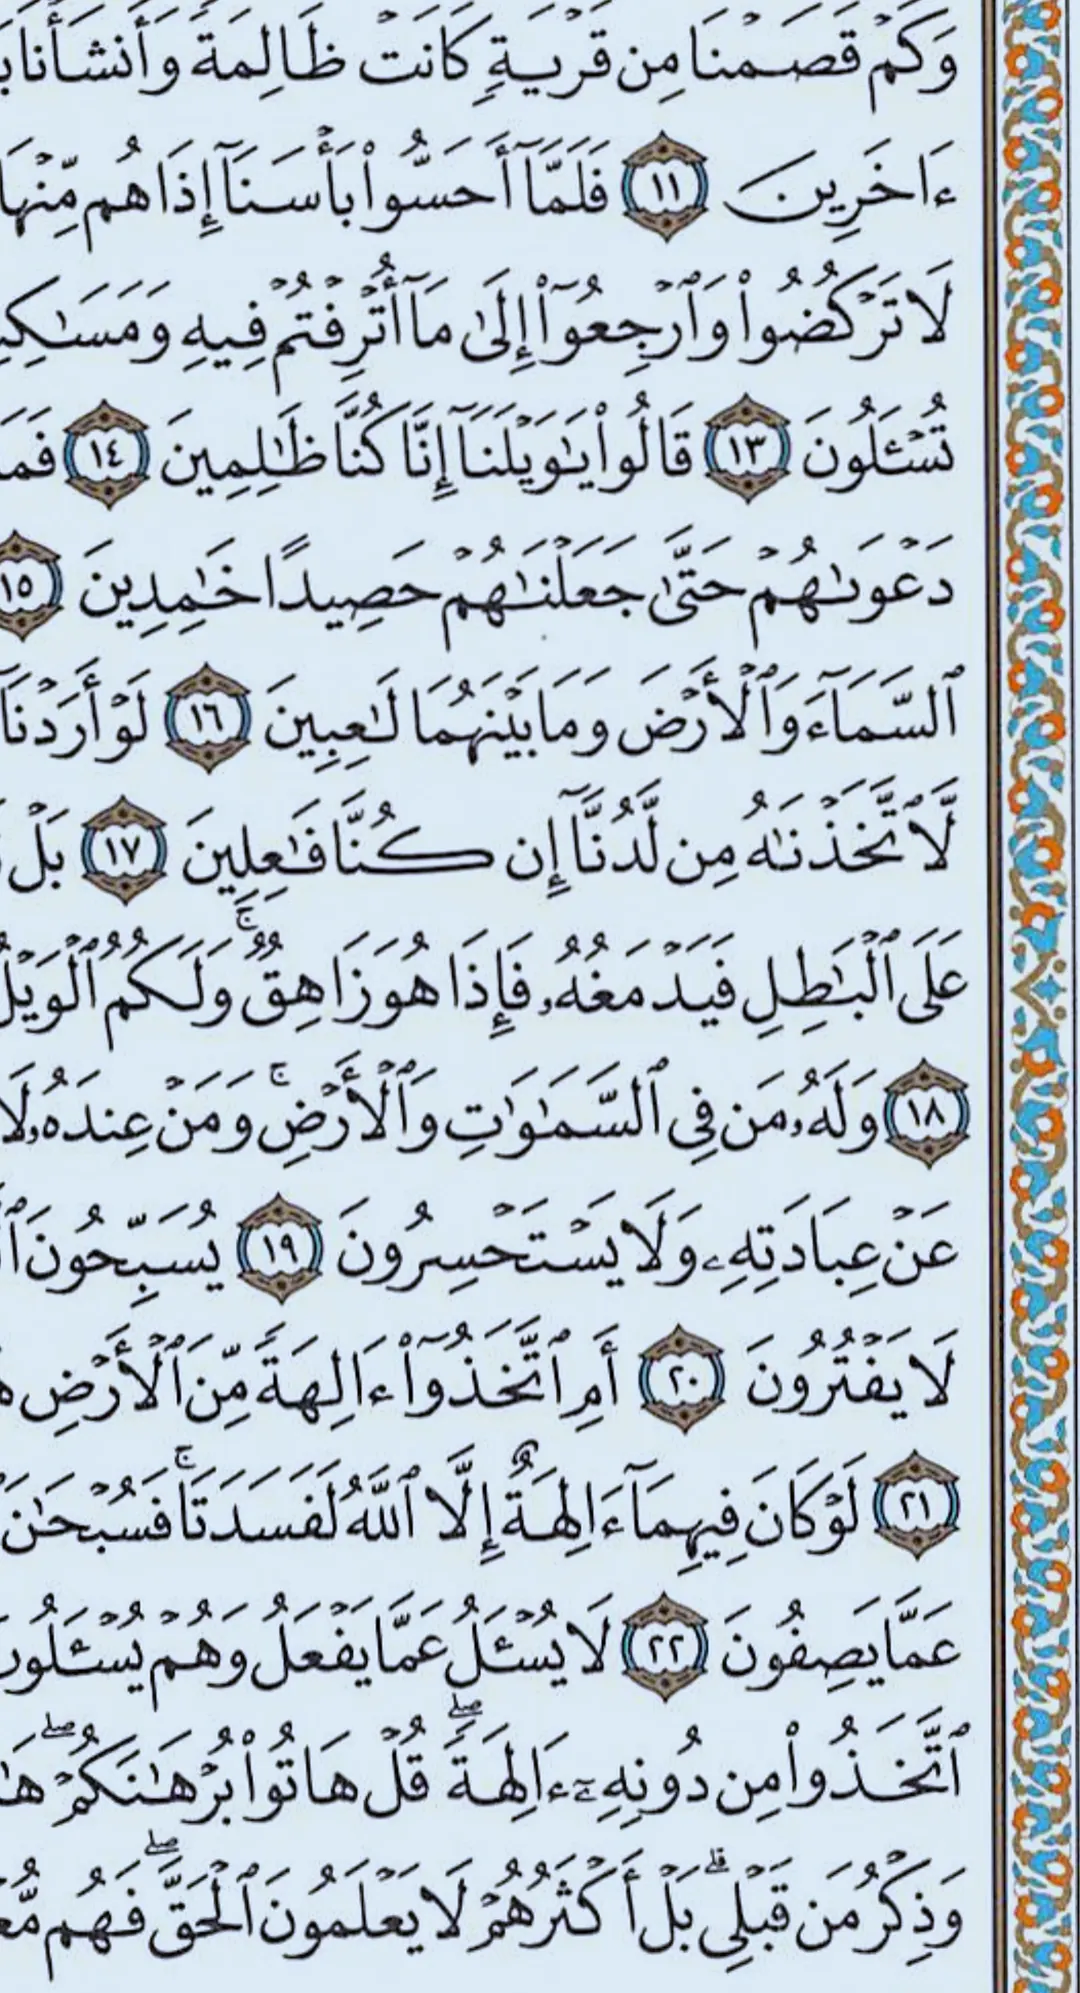 وَكَمْ قَصَمْنَا مِن قَرْيَةٍ كَانَتْ ظَالِمَةً وَأَنشَأْنَا
ءَاخَرِينَ ١١ فَلَمَّآ أَحَسُّوا۟ بَأْسَنَآ إِذَا هُم مِّنْهَا
لَا تَرْكُضُوا۟ وَٱرْجِعُوٓا۟ إِلَىٰ مَآ أُتْرِفْتُمْ فِيهِ
تُسْـَٔلُونَ ١٣ قَالُوا۟ يَـٰوَيْلَنَآ إِنَّا كُنَّا ظَـٰلِمِينَ ١٤
دَعْوَىٰهُمْ حَتَّىٰ جَعَلْنَـٰهُمْ حَصِيدًا خَـٰمِدِينَ ١٥
ٱلسَّمَآءَ وَٱلْأَرْضَ وَمَا بَيْنَهُمَا لَـٰعِبِينَ ١٦ لَوْ أَرَدْنَآ
لَّٱتَّخَذْنَـٰهُ مِن لَّدُنَّآ إِن كُنَّا فَـٰعِلِينَ ١٧ بَلْ
عَلَى ٱلْبَـٰطِلِ فَيَدْمَغُهُۥ فَإِذَا هُوَ زَاهِقٌ ۚ وَلَكُمُ ٱلْوَيْلُ
١٨ وَلَهُۥ مَن فِى ٱلسَّمَـٰوَٰتِ وَٱلْأَرْضِ ۚ وَمَنْ عِندَهُۥ لَا
عَنْ عِبَادَتِهِۦ وَلَا يَسْتَحْسِرُونَ ١٩ يُسَبِّحُونَ
لَا يَفْتُرُونَ ٢٠ أَمِ ٱتَّخَذُوٓا۟ ءَالِهَةً مِّنَ ٱلْأَرْضِ
٢١ لَوْ كَانَ فِيهِمَآ ءَالِهَةٌ إِلَّا ٱللَّهُ لَفَسَدَتَا ۚ فَسُبْحَـٰنَ
عَمَّا يَصِفُونَ ٢٢ لَا يُسْـَٔلُ عَمَّا يَفْعَلُ وَهُمْ يُسْـَٔلُونَ
ٱتَّخَذُوا۟ مِن دُونِهِۦٓ ءَالِهَةً ۖ قُلْ هَاتُوا۟ بُرْهَـٰنَكُمْ ۖ
وَذِكْرُ مَن قَبْلِى ۗ بَلْ أَكْثَرُهُمْ لَا يَعْلَمُونَ ٱلْحَقَّ ۖ فَهُم